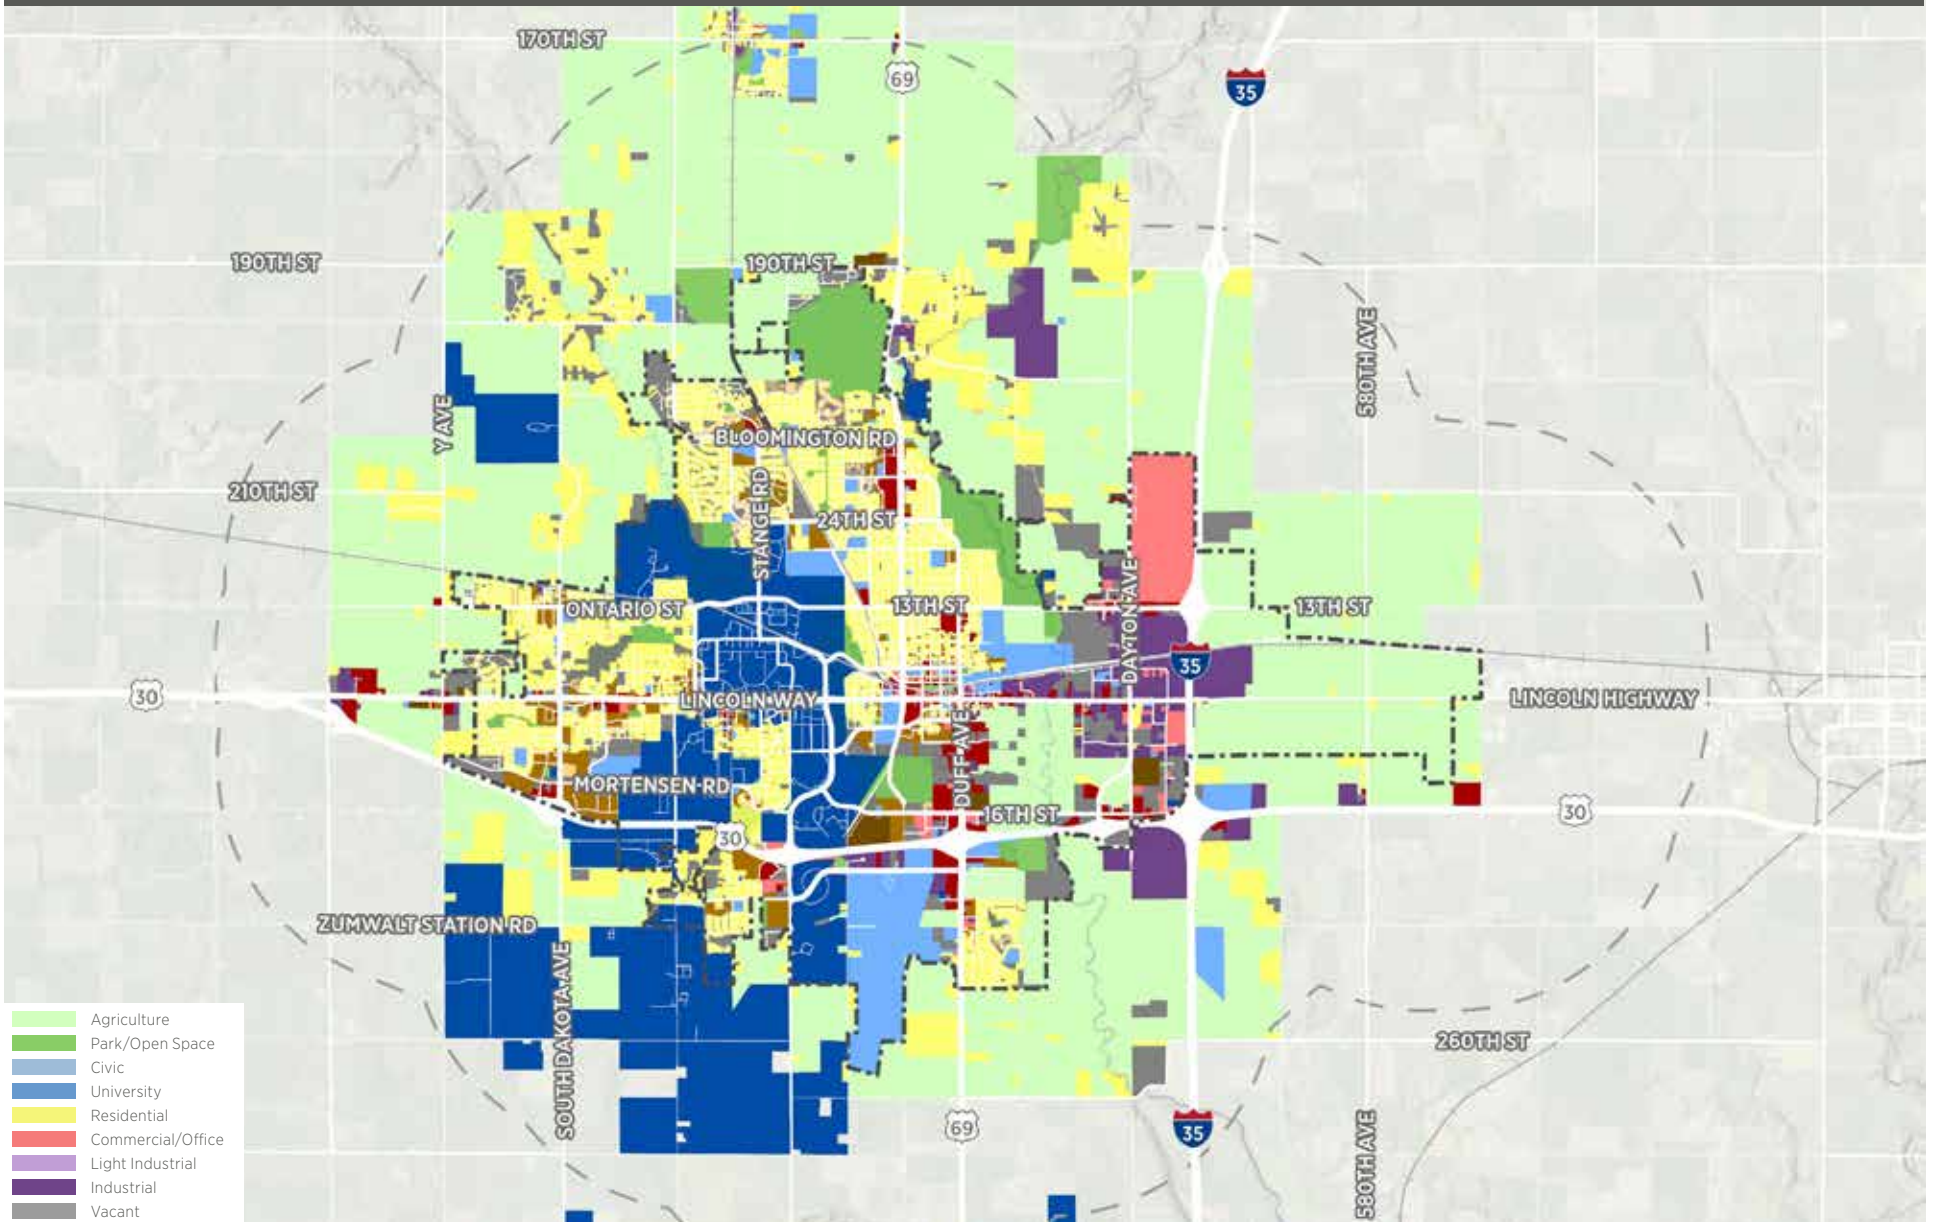 170TH ST
69
35
190TH ST
190TH ST
580TH AVE
Y AVE
BLOOMINGTON RD
210TH ST
STANGE RD
24TH ST
DAYTON AVE
ONTARIO ST
13TH ST
13TH ST
35
30
LINCOLN WAY
LINCOLN HIGHWAY
DUFF AVE
MORTENSEN RD
16TH ST
30
30
ZUMWALT STATION RD
SOUTH DAKOTA AVE
260TH ST
69
35
580TH AVE
Agriculture
Park/Open Space
Civic
University
Residential
Commercial/Office
Light Industrial
Industrial
Vacant